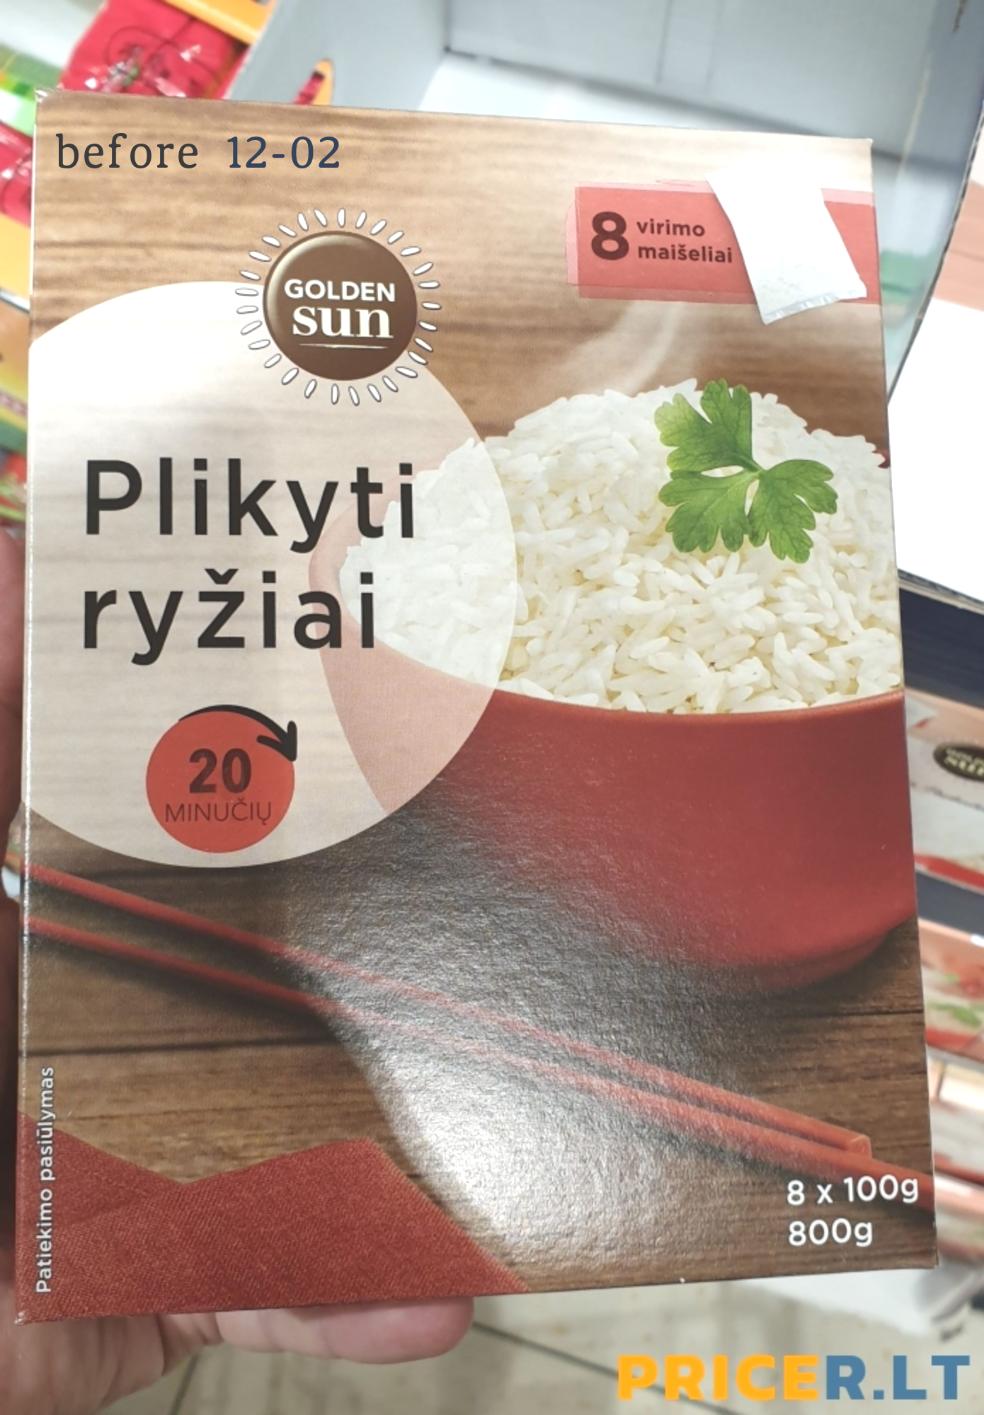 before 12-02
8 virimo
maišeliai
GOLDEN
sun
Plikyti
ryžiai
20
MINUČIŲ
Patiekimo pasiūlymas
8 x 100g
800g
PRICER.LT